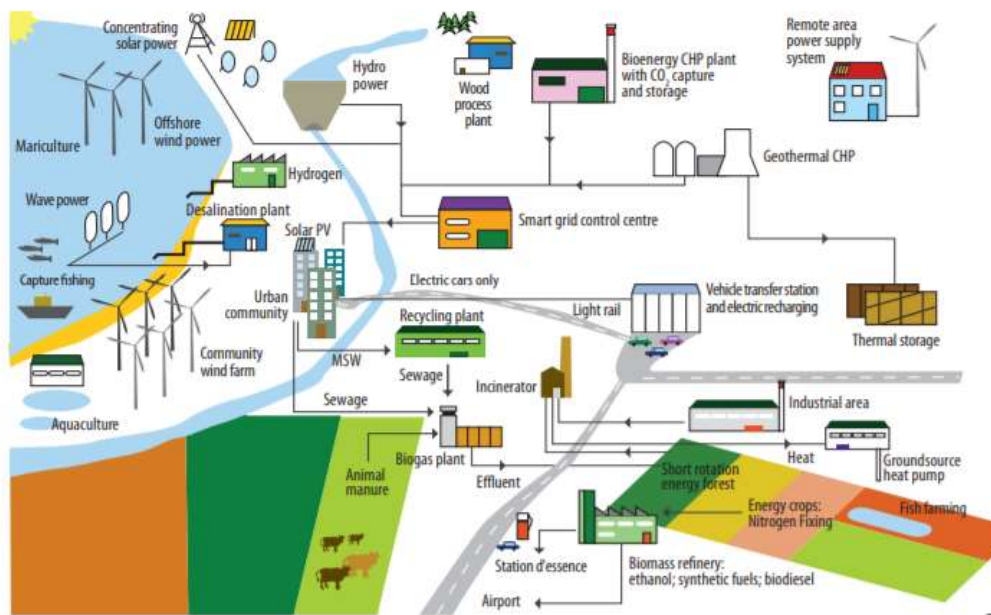 Concentrating
solar power
Hydro
power
Wood
process
plant
Bioenergy CHP plant
with CO₂ capture
and storage
Remote area
power supply
system
Offshore
wind power
Mariculture
Hydrogen
Geothermal CHP
Wave power
Desalination plant
Solar PV
Smart grid control centre
Capture fishing
Urban
community
Electric cars only
Light rail
Vehicle transfer station
and electric recharging
Thermal storage
Community
wind farm
MSW
Recycling plant
Sewage
Incinerator
Industrial area
Sewage
Aquaculture
Biogas plant
Animal
manure
Effluent
Heat
Groundsource
heat pump
Short rotation
energy forest
Energy crops:
Nitrogen Fixing
Fish farming
Station d'essence
Biomass refinery:
ethanol; synthetic fuels; biodiesel
Airport